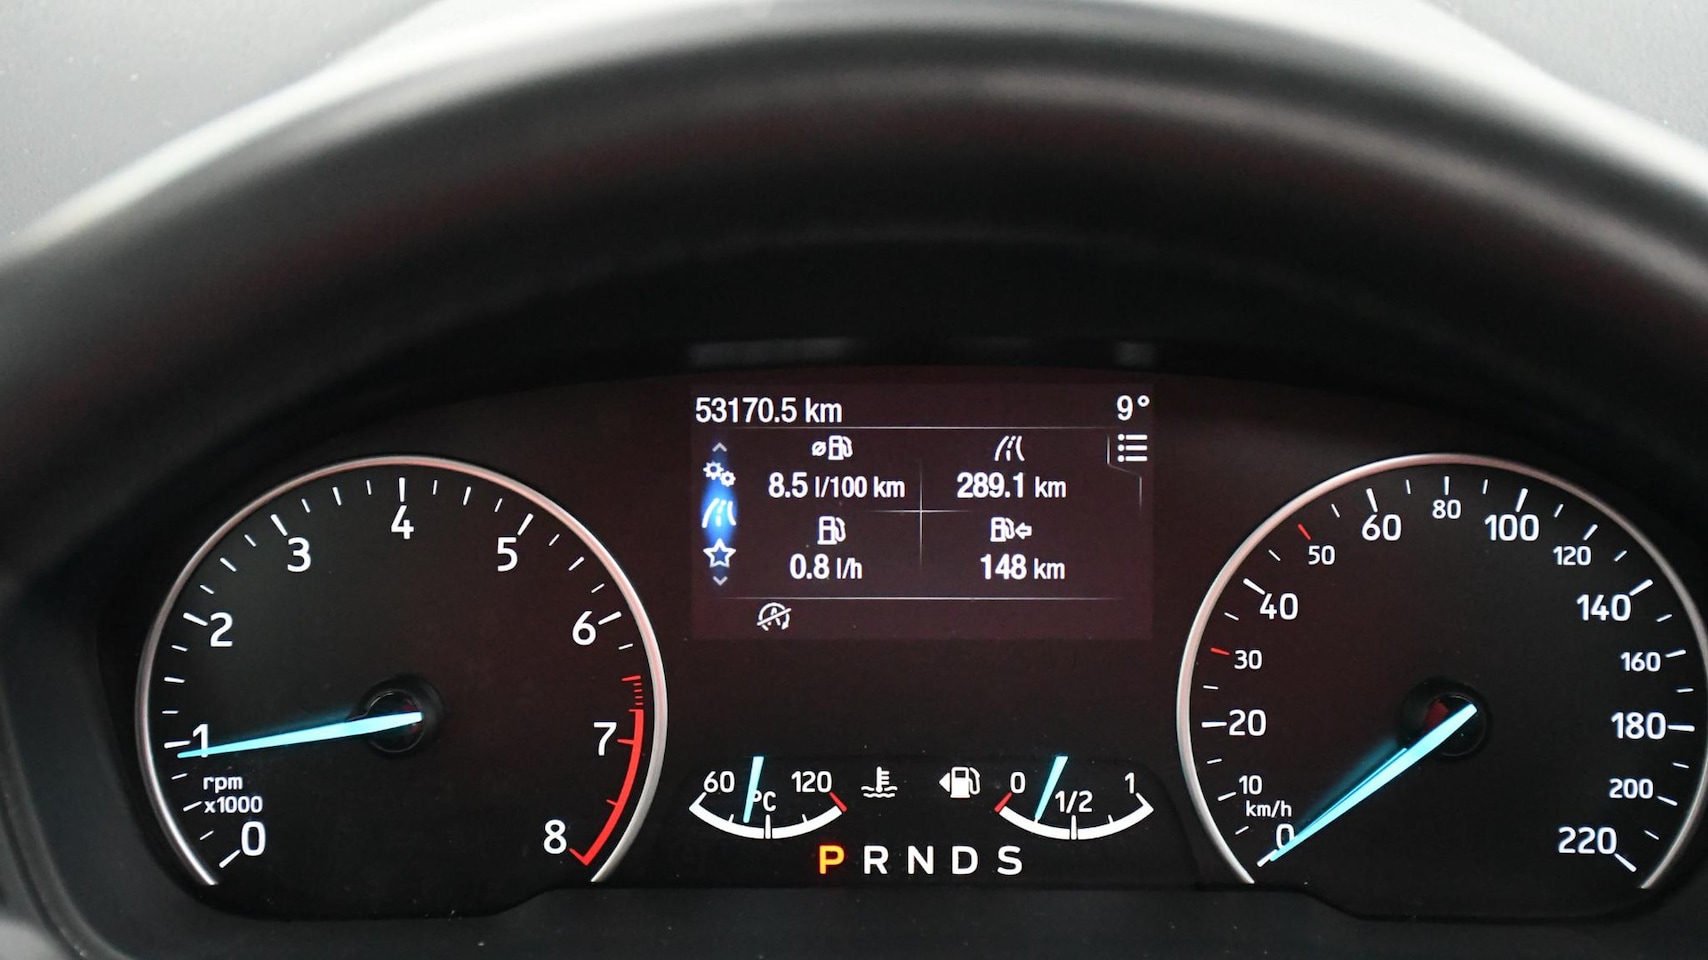 53170.5 km 9°
8.5 l/100 km 289.1 km
0.8 l/h 148 km
0 1 2 3 4 5 6 7 8
rpm
x1000
60 120
°C
0 1/2 1
P R N D S
0 10 20 30 40 50 60 80 100 120 140 160 180 200 220
km/h